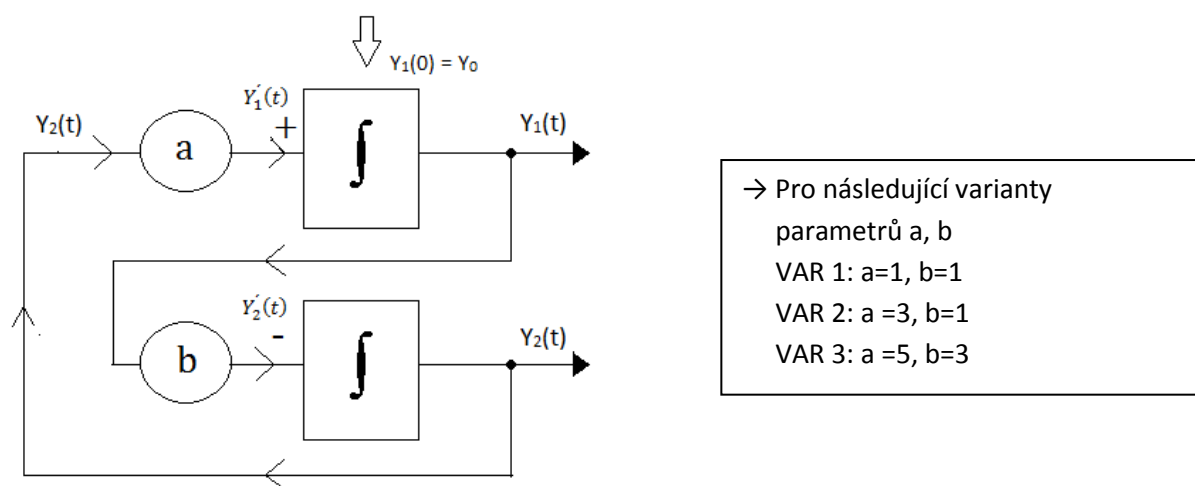 Y₁(0) = Y₀
Y₂(t)
a
Y₁′(t)
+
∫
Y₁(t)
b
Y₂′(t)
-
∫
Y₂(t)
→ Pro následující varianty
parametrů a, b
VAR 1: a=1, b=1
VAR 2: a =3, b=1
VAR 3: a =5, b=3